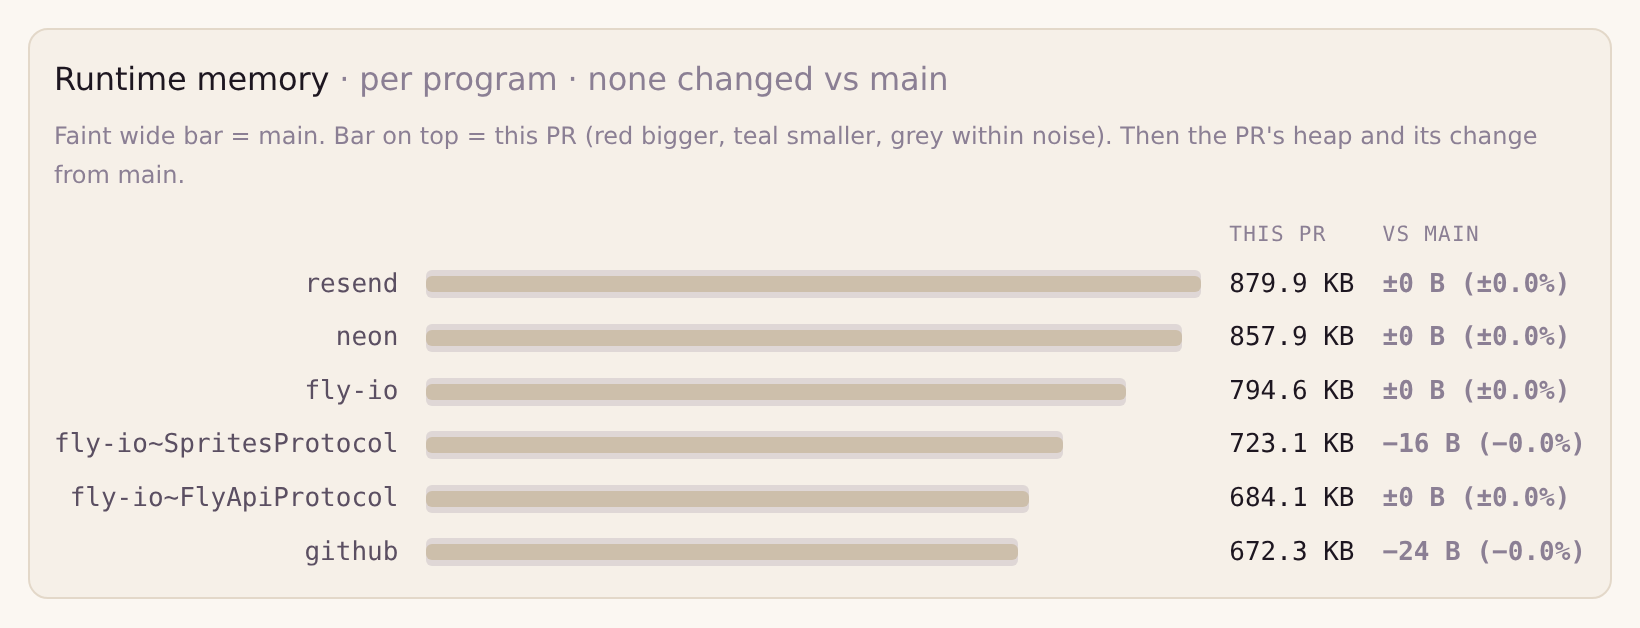 Runtime memory · per program · none changed vs main
Faint wide bar = main. Bar on top = this PR (red bigger, teal smaller, grey within noise). Then the PR's heap and its change
from main.
THIS PR VS MAIN
resend 879.9 KB ±0 B (±0.0%)
neon 857.9 KB ±0 B (±0.0%)
fly-io 794.6 KB ±0 B (±0.0%)
fly-io~SpritesProtocol 723.1 KB −16 B (−0.0%)
fly-io~FlyApiProtocol 684.1 KB ±0 B (±0.0%)
github 672.3 KB −24 B (−0.0%)